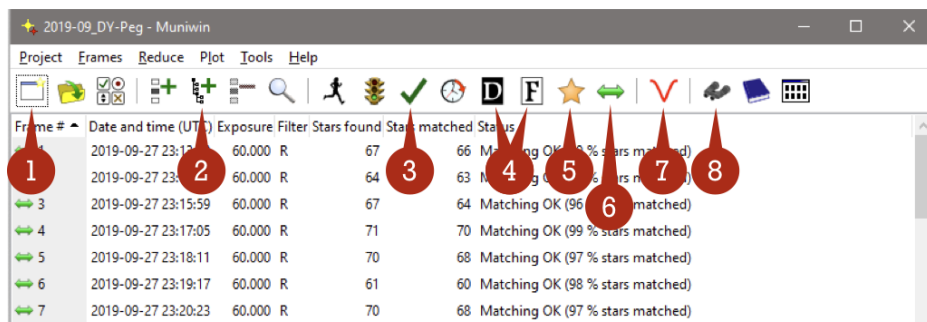 2019-09_DY-Peg - Muniwin
Project Frames Reduce Plot Tools Help
D F
Frame # Date and time (UTC) Exposure Filter Stars found Stars matched Status
2019-09-27 23:1 60.000 R 67 66 Matching OK % stars matched)
2019-09-27 23: 60.000 R 64 63 % stars matched)
3 2019-09-27 23:15:59 60.000 R 67 64 Matching OK (96 matched)
4 2019-09-27 23:17:05 60.000 R 71 70 Matching OK (99 % stars matched)
5 2019-09-27 23:18:11 60.000 R 70 68 Matching OK (97 % stars matched)
6 2019-09-27 23:19:17 60.000 R 61 60 Matching OK (98 % stars matched)
7 2019-09-27 23:20:23 60.000 R 70 68 Matching OK (97 % stars matched)
1 2 3 4 5 6 7 8